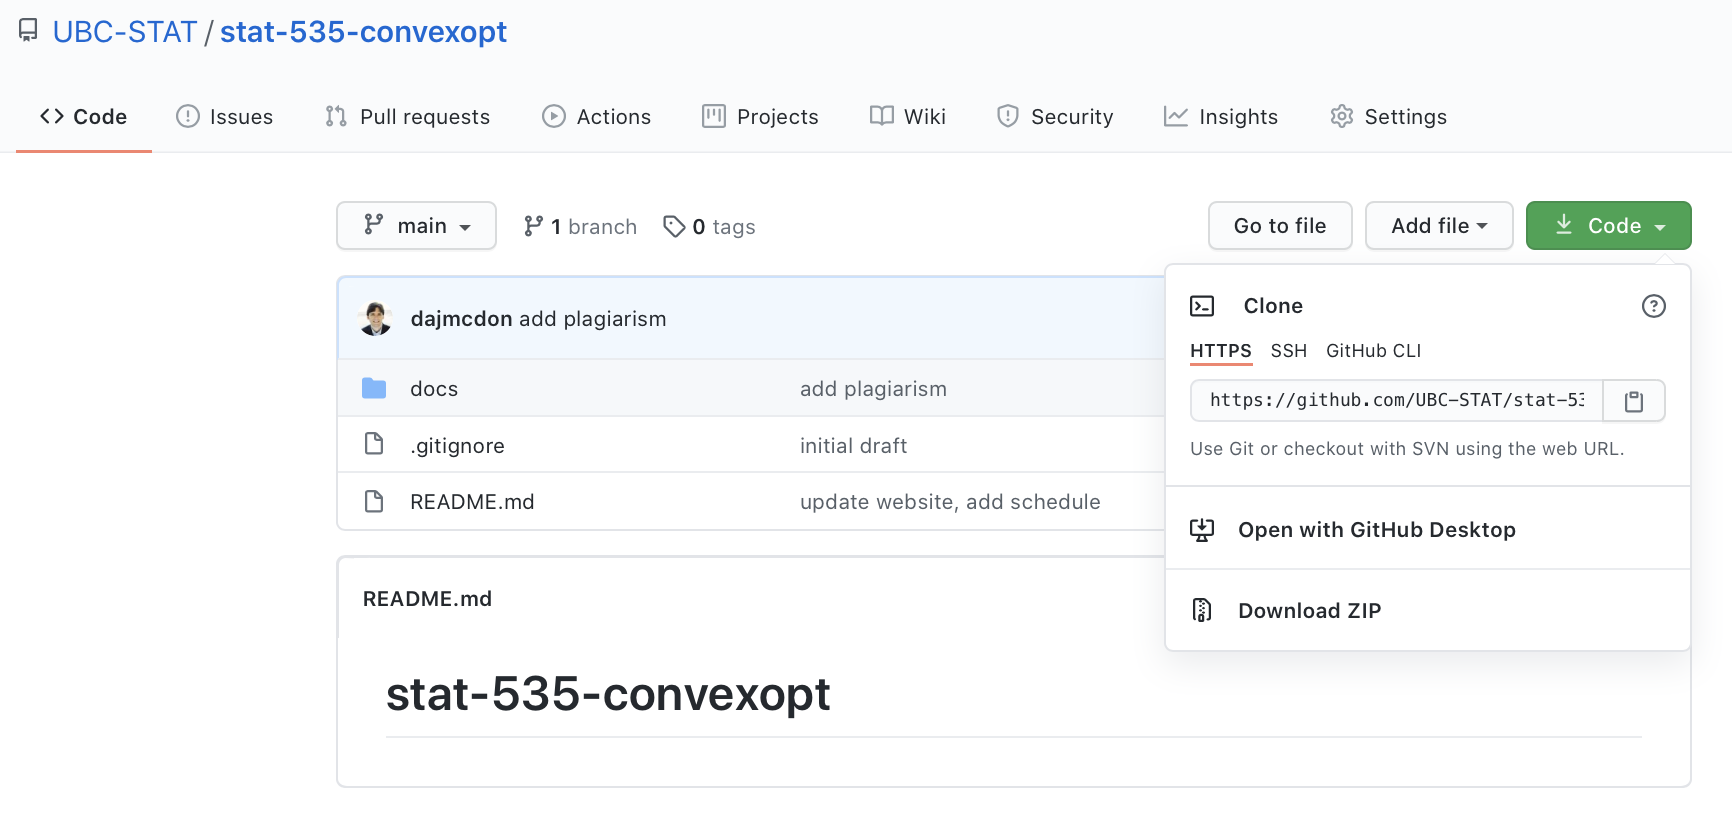 UBC-STAT / stat-535-convexopt
Code Issues Pull requests Actions Projects Wiki Security Insights Settings
main 1 branch 0 tags Go to file Add file Code
dajmcdon add plagiarism
docs add plagiarism
.gitignore initial draft
README.md update website, add schedule
Clone
HTTPS SSH GitHub CLI
https://github.com/UBC-STAT/stat-53
Use Git or checkout with SVN using the web URL.
Open with GitHub Desktop
Download ZIP
README.md
stat-535-convexopt